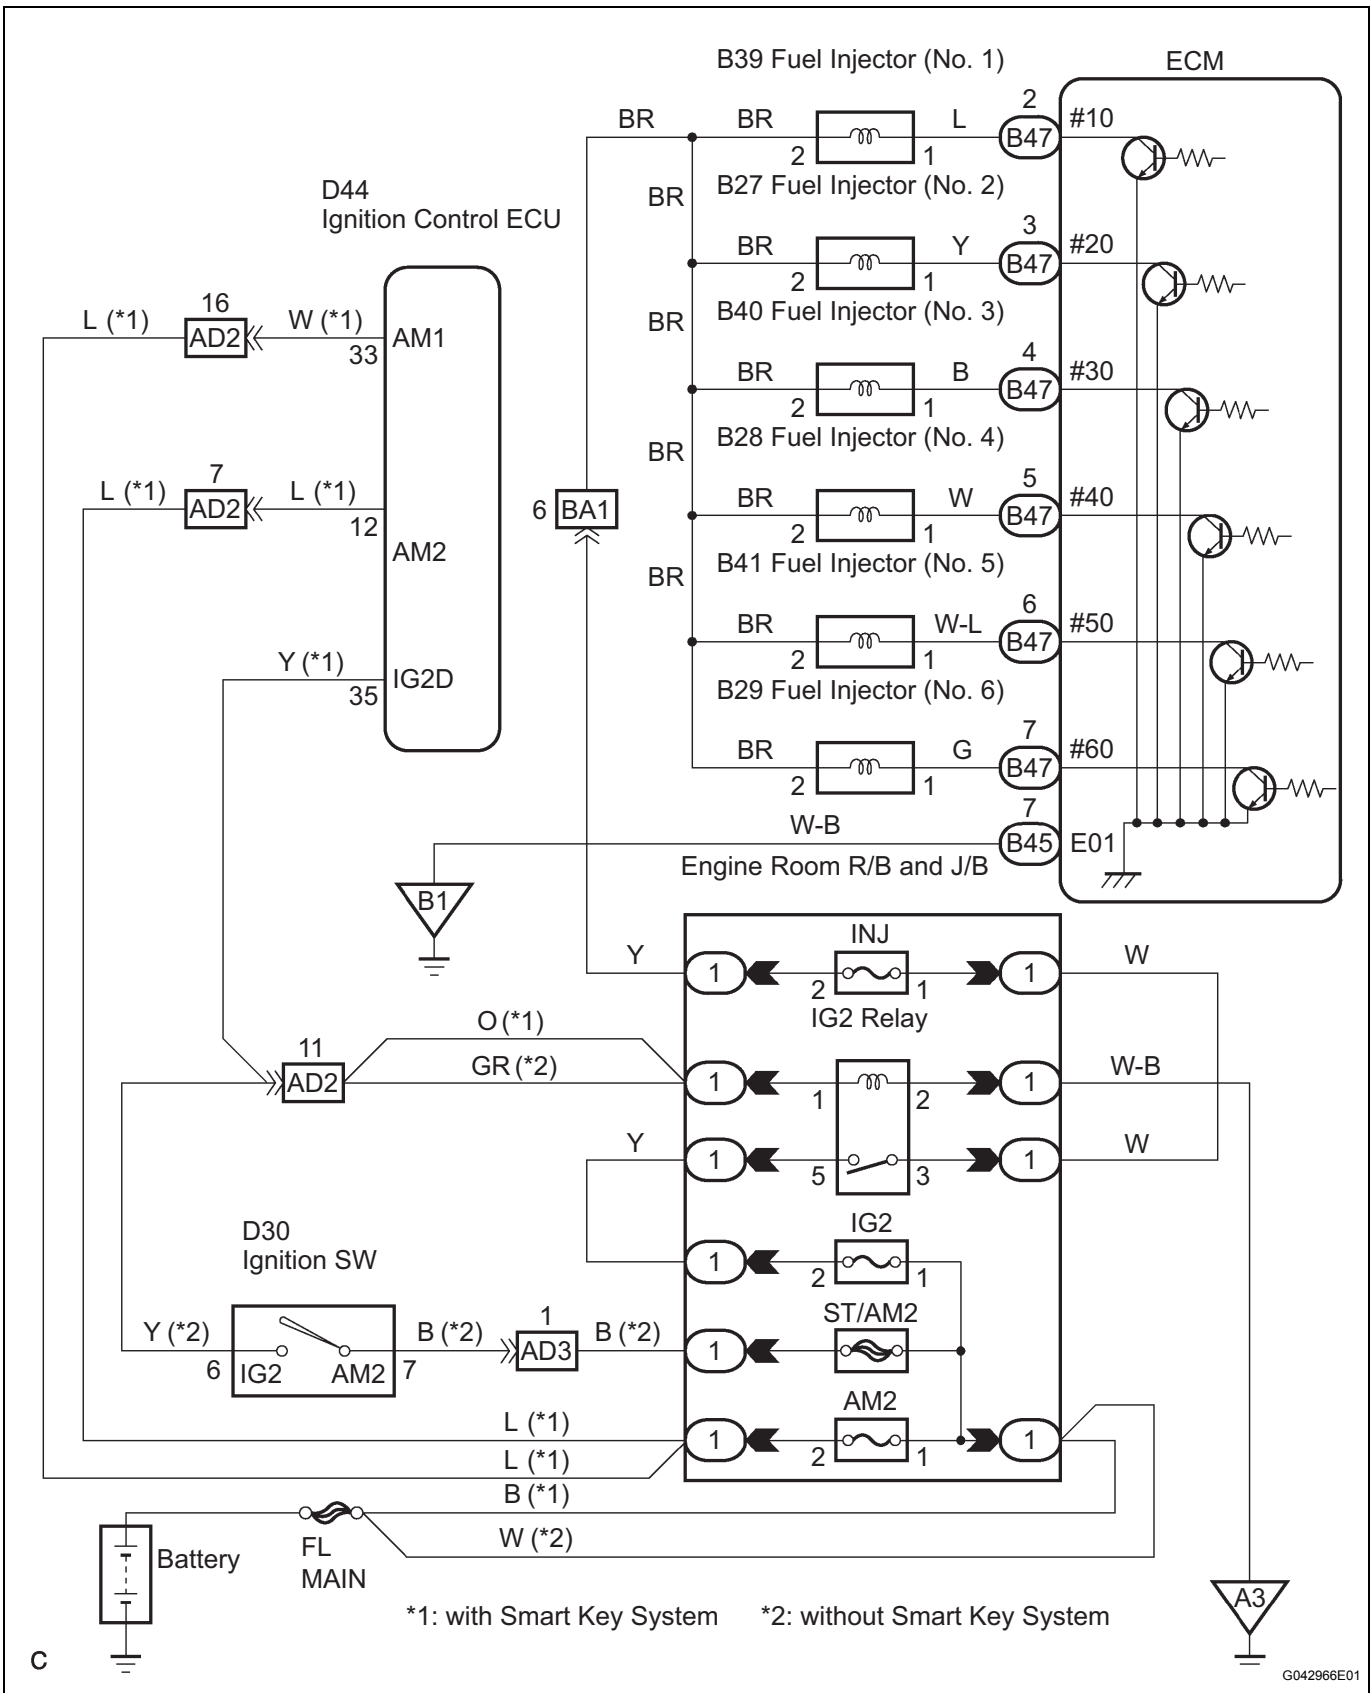 B39 Fuel Injector (No. 1)
ECM
BR
BR
L
2
B47
#10
2
1
B27 Fuel Injector (No. 2)
BR
D44
Ignition Control ECU
BR
Y
3
B47
#20
2
1
B40 Fuel Injector (No. 3)
L (*1)
16
AD2
W (*1)
33
AM1
BR
BR
B
4
B47
#30
2
1
B28 Fuel Injector (No. 4)
BR
L (*1)
7
AD2
L (*1)
12
AM2
6
BA1
BR
W
5
B47
#40
2
1
B41 Fuel Injector (No. 5)
BR
BR
W-L
6
B47
#50
2
1
B29 Fuel Injector (No. 6)
Y (*1)
35
IG2D
BR
G
7
B47
#60
2
1
W-B
7
B45
E01
B1
Engine Room R/B and J/B
Y
1
INJ
2
1
1
W
IG2 Relay
O (*1)
11
AD2
GR (*2)
1
1
2
1
W-B
Y
1
5
3
1
W
D30
Ignition SW
1
IG2
2
1
Y (*2)
6
IG2
AM2
7
B (*2)
1
AD3
B (*2)
1
ST/AM2
AM2
L (*1)
1
2
1
1
L (*1)
B (*1)
W (*2)
Battery
FL
MAIN
A3
*1: with Smart Key System
*2: without Smart Key System
C
G042966E01